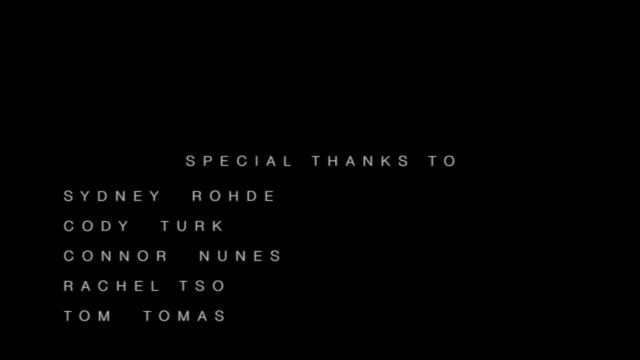 SPECIAL THANKS TO
SYDNEY ROHDE
CODY TURK
CONNOR NUNES
RACHEL TSO
TOM TOMAS